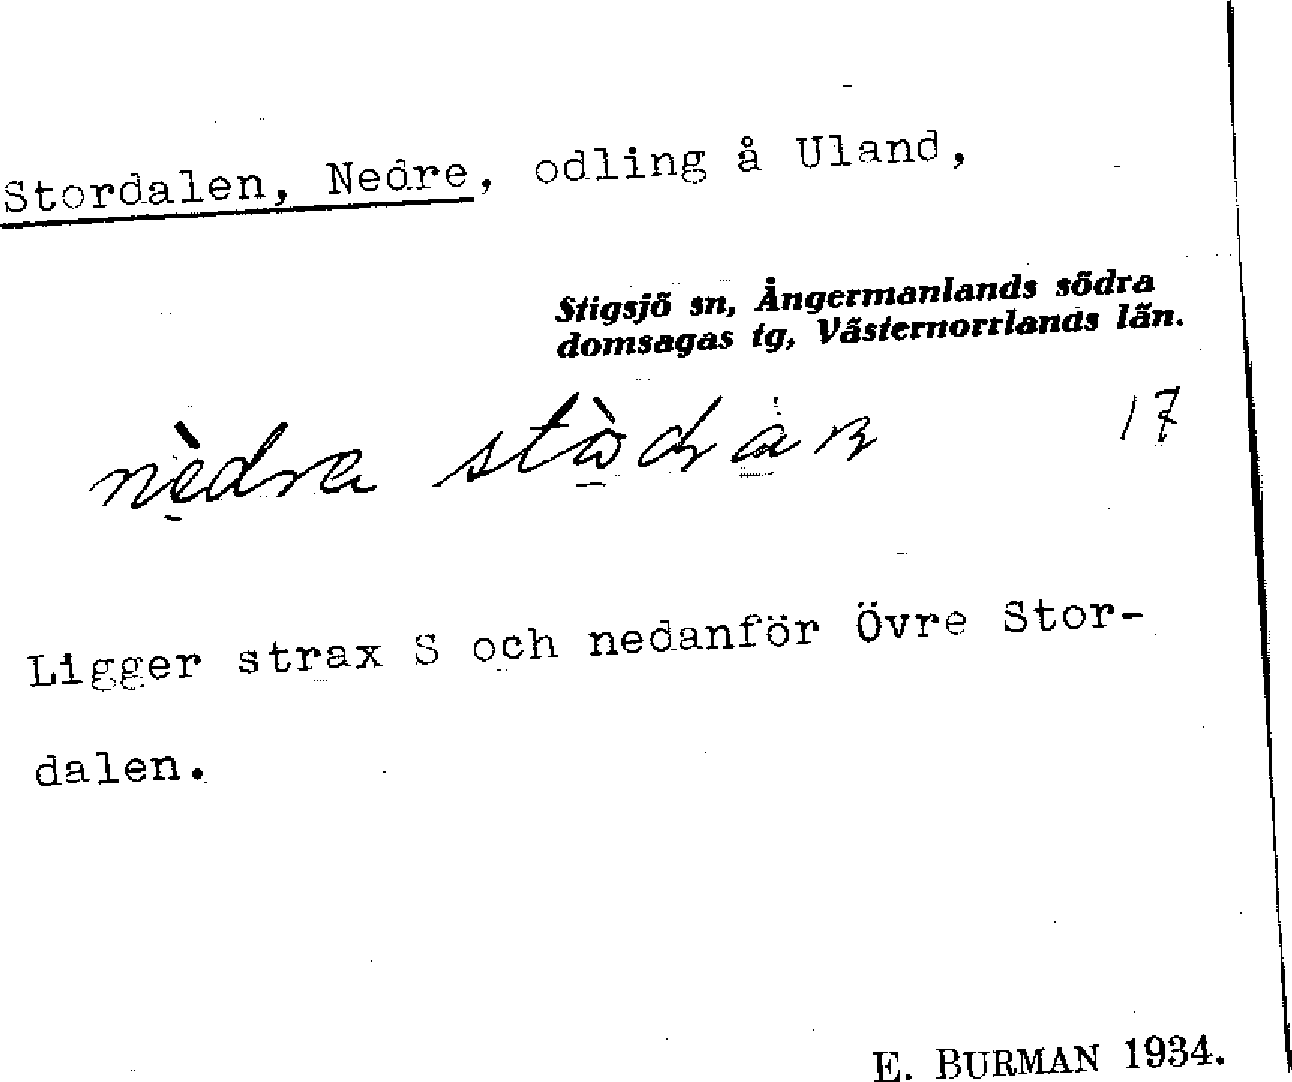 Stordalen, Nedre, odling å Uland,
Stigsjö sn, Ångermanlands södra
domsagas tg, Västernorrlands län.
nèdra
17
Ligger strax S och nedanför Övre Stor-
dalen.
E. BURMAN 1934.